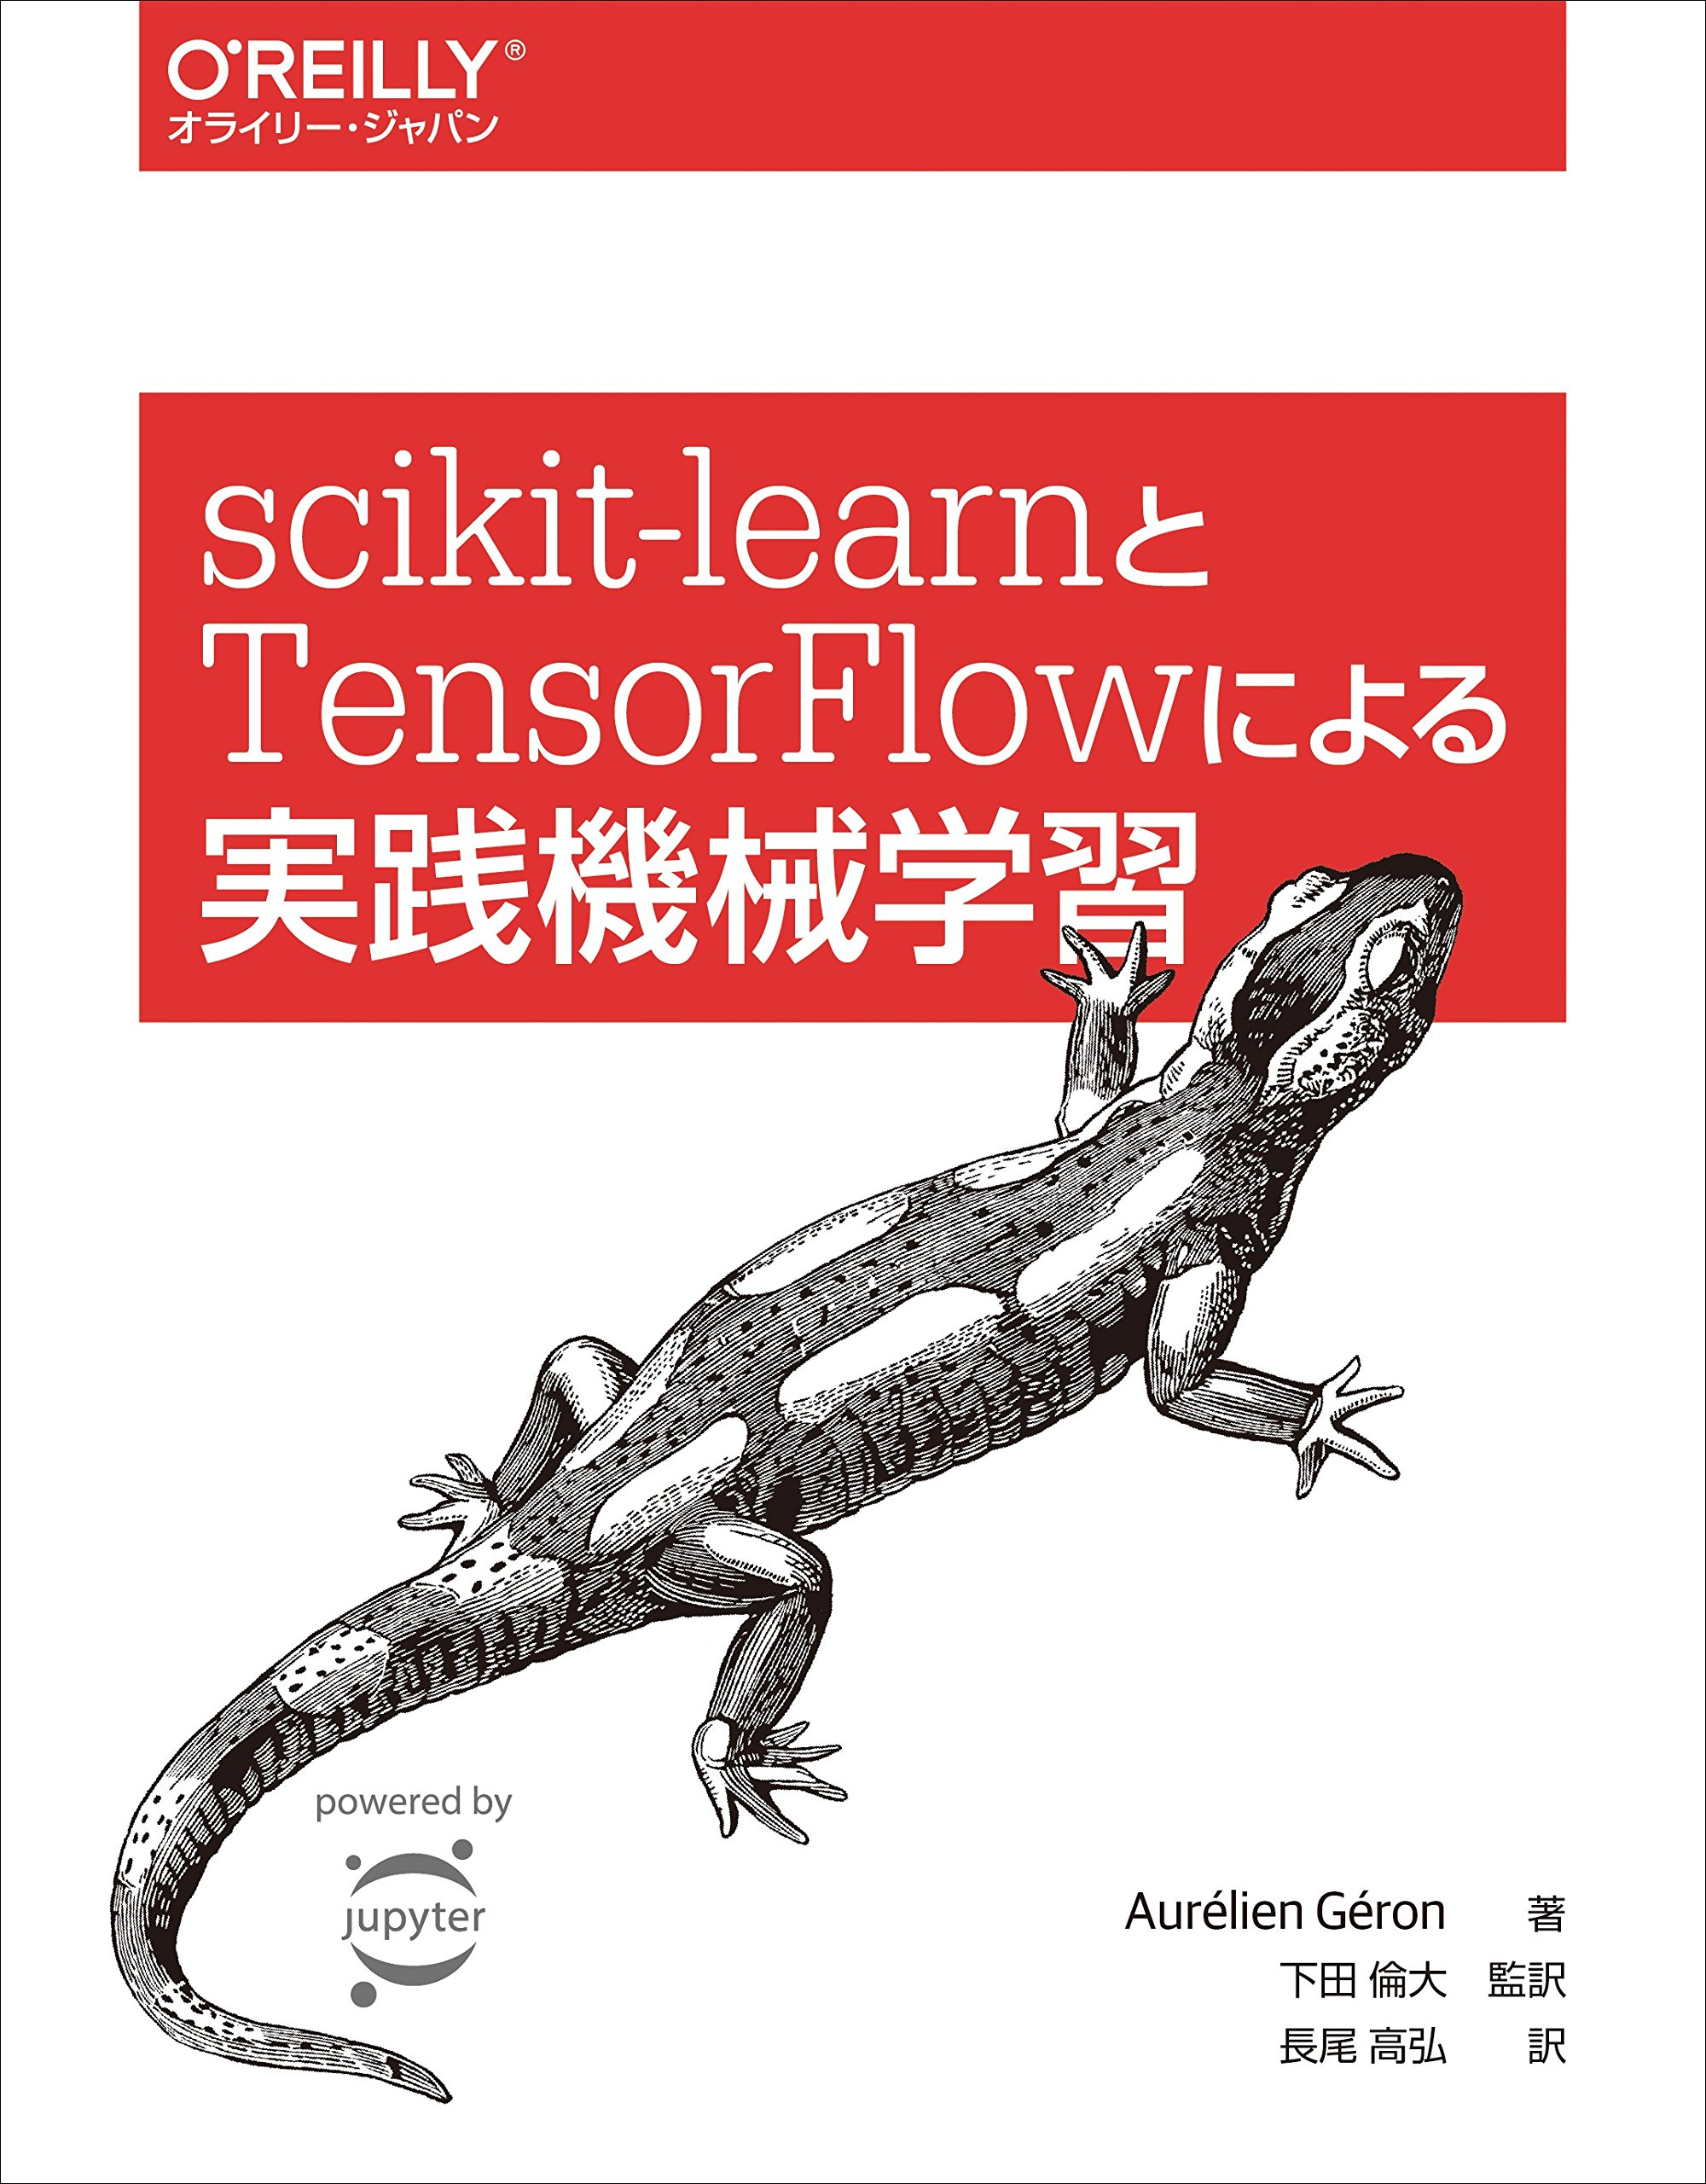 O'REILLY®
オライリー・ジャパン
scikit-learnと
TensorFlowによる
実践機械学習
powered by
jupyter
Aurélien Géron 著
下田 倫大 監訳
長尾 高弘 訳